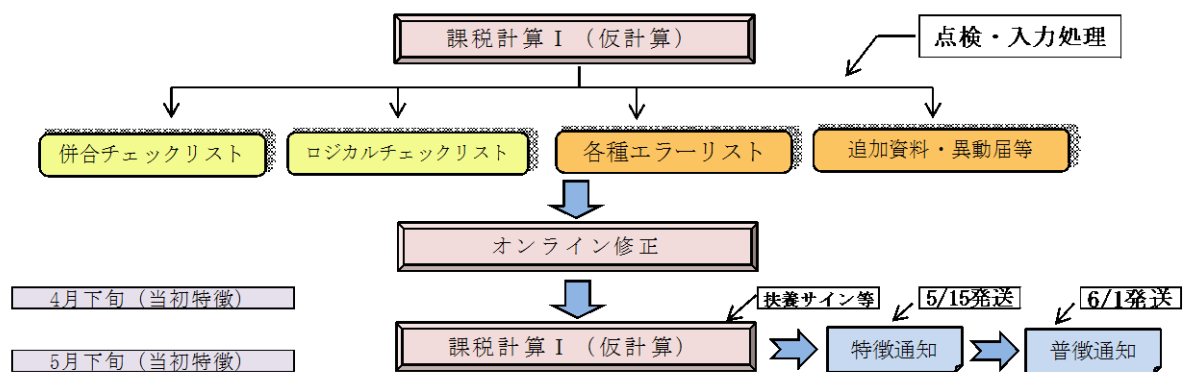 課税計算Ⅰ（仮計算）
点検・入力処理
併合チェックリスト
ロジカルチェックリスト
各種エラーリスト
追加資料・異動届等
オンライン修正
4月下旬（当初特徴）
扶養サイン等
5/15発送
6/1発送
課税計算Ⅰ（仮計算）
特徴通知
普徴通知
5月下旬（当初特徴）